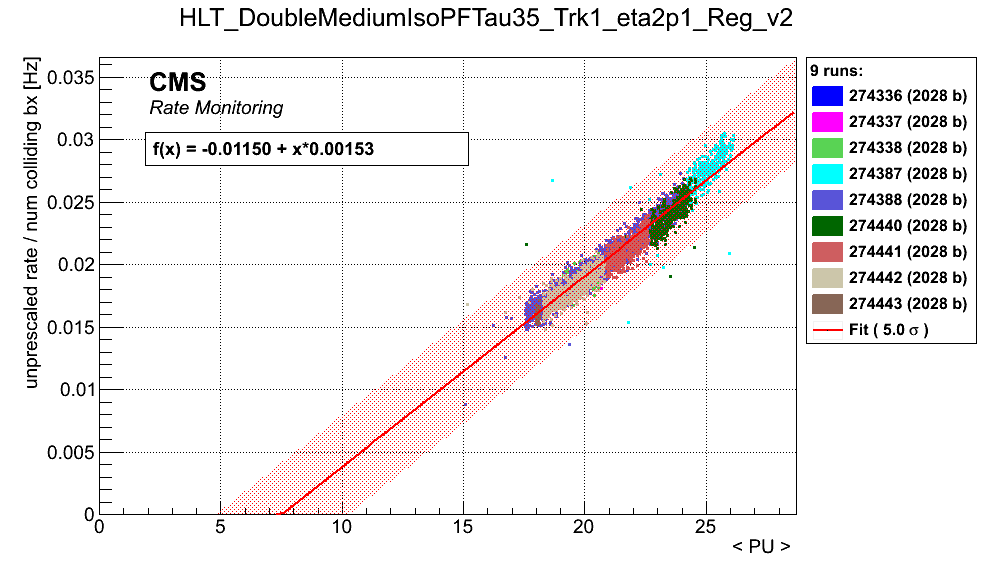 HLT_DoubleMediumIsoPFTau35_Trk1_eta2p1_Reg_v2
unprescaled rate / num colliding bx [Hz]
CMS
Rate Monitoring
f(x) = -0.01150 + x*0.00153
0.035
0.03
0.025
0.02
0.015
0.01
0.005
0
0 5 10 15 20 25
< PU >
9 runs:
274336 (2028 b)
274337 (2028 b)
274338 (2028 b)
274387 (2028 b)
274388 (2028 b)
274440 (2028 b)
274441 (2028 b)
274442 (2028 b)
274443 (2028 b)
Fit ( 5.0 σ )